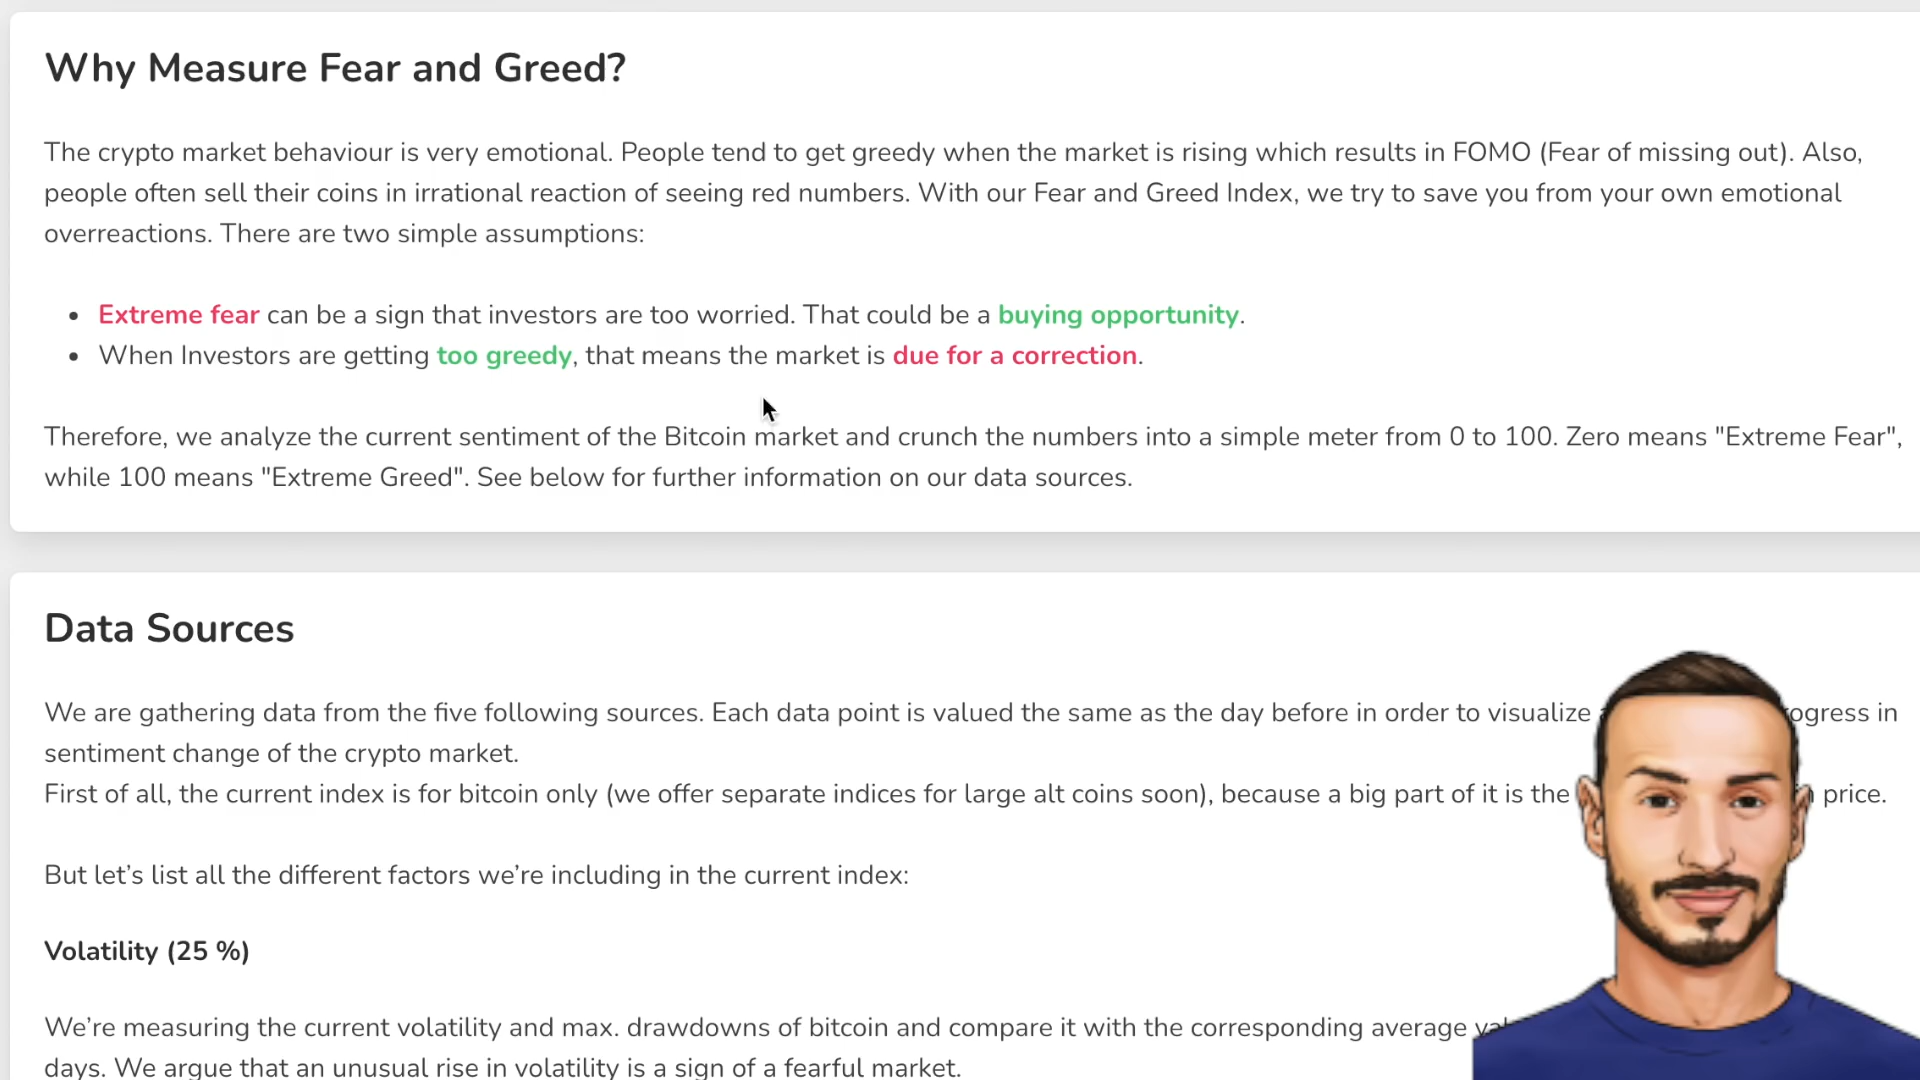 Why Measure Fear and Greed?
The crypto market behaviour is very emotional. People tend to get greedy when the market is rising which results in FOMO (Fear of missing out). Also,
people often sell their coins in irrational reaction of seeing red numbers. With our Fear and Greed Index, we try to save you from your own emotional
overreactions. There are two simple assumptions:
• Extreme fear can be a sign that investors are too worried. That could be a buying opportunity.
• When Investors are getting too greedy, that means the market is due for a correction.
Therefore, we analyze the current sentiment of the Bitcoin market and crunch the numbers into a simple meter from 0 to 100. Zero means "Extreme Fear",
while 100 means "Extreme Greed". See below for further information on our data sources.
Data Sources
We are gathering data from the five following sources. Each data point is valued the same as the day before in order to visualize in
sentiment change of the crypto market.
First of all, the current index is for bitcoin only (we offer separate indices for large alt coins soon), because a big part of it is the price.
But let’s list all the different factors we’re including in the current index:
Volatility (25 %)
We’re measuring the current volatility and max. drawdowns of bitcoin and compare it with the corresponding average
days. We argue that an unusual rise in volatility is a sign of a fearful market.